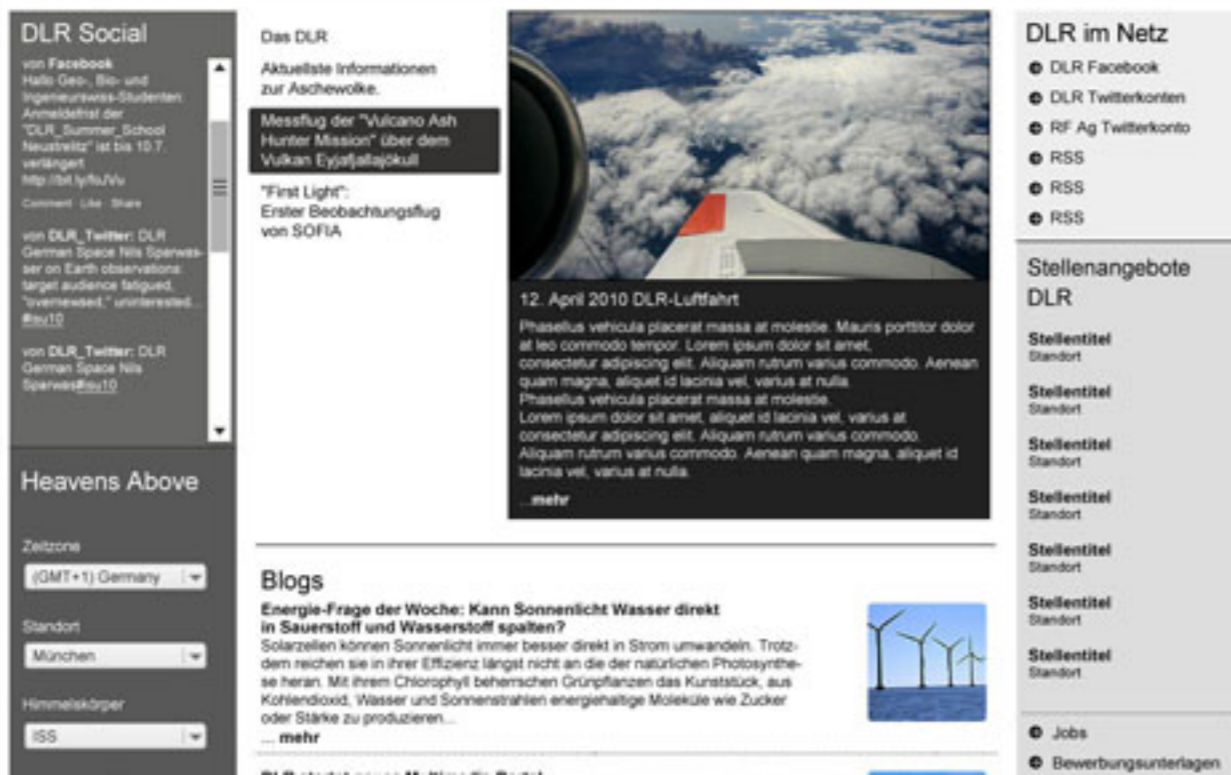 DLR Social
von Facebook
Hallo Geo-, Bio- und
Ingenieurswiss-Studenten:
Anmeldefrist der
"DLR_Summer_School
Neustrelitz" ist bis 10.7.
verlängert
Comment Like Share
von DLR_Twitter: DLR
German Space Nils Sparwas-
ser on Earth observations:
target audience fatigued,
"overnewsed," uninterested...
#isu10
von DLR_Twitter: DLR
German Space Nils
Sparwas#isu10
Heavens Above
Zeitzone
(GMT+1) Germany
Standort
München
Himmelskörper
ISS
Das DLR
Aktuellste Informationen
zur Aschewolke.
Messflug der "Vulcano Ash
Hunter Mission" über dem
Vulkan Eyjafjallajökull
"First Light":
Erster Beobachtungsflug
von SOFIA
12. April 2010 DLR-Luftfahrt
Phasellus vehicula placerat massa at molestie. Mauris porttitor dolor
at leo commodo tempor. Lorem ipsum dolor sit amet,
consectetur adipiscing elit. Aliquam rutrum varius commodo. Aenean
quam magna, aliquet id lacinia vel, varius at nulla.
Phasellus vehicula placerat massa at molestie.
Lorem ipsum dolor sit amet, aliquet id lacinia vel, varius at
consectetur adipiscing elit. Aliquam rutrum varius commodo.
Aliquam rutrum varius commodo. Aenean quam magna, aliquet id
lacinia vel, varius at nulla.
...mehr
Blogs
Energie-Frage der Woche: Kann Sonnenlicht Wasser direkt
in Sauerstoff und Wasserstoff spalten?
Solarzellen können Sonnenlicht immer besser direkt in Strom umwandeln. Trotz-
dem reichen sie in ihrer Effizienz längst nicht an die der natürlichen Photosynthe-
se heran. Mit ihrem Chlorophyll beherrschen Grünpflanzen das Kunststück, aus
Kohlendioxid, Wasser und Sonnenstrahlen energiehaltige Moleküle wie Zucker
oder Stärke zu produzieren...
... mehr
DLR im Netz
DLR Facebook
DLR Twitterkonten
RF Ag Twitterkonto
RSS
RSS
RSS
Stellenangebote
DLR
Stellentitel
Standort
Stellentitel
Standort
Stellentitel
Standort
Stellentitel
Standort
Stellentitel
Standort
Stellentitel
Standort
Stellentitel
Standort
Jobs
Bewerbungsunterlagen